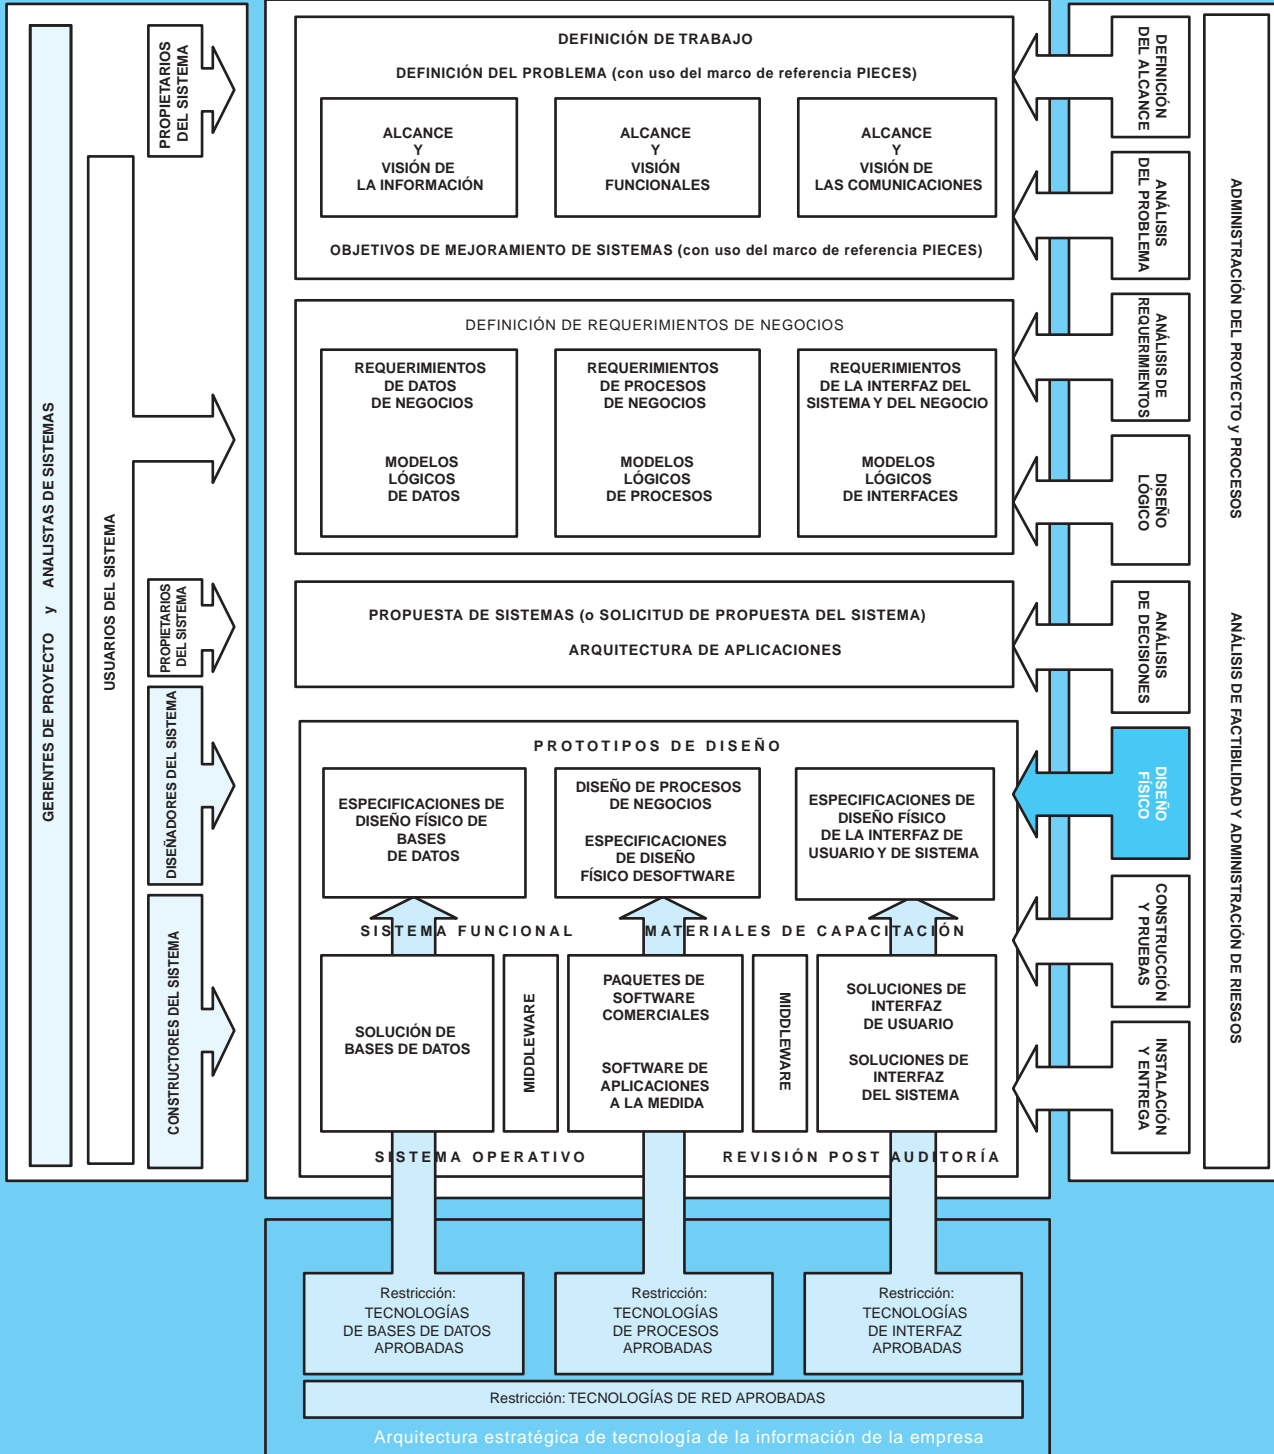 GERENTES DE PROYECTO y ANALISTAS DE SISTEMAS
USUARIOS DEL SISTEMA
PROPIETARIOS
DEL SISTEMA
PROPIETARIOS
DEL SISTEMA
DISEÑADORES DEL SISTEMA
CONSTRUCTORES DEL SISTEMA
DEFINICIÓN DE TRABAJO
DEFINICIÓN DEL PROBLEMA (con uso del marco de referencia PIECES)
ALCANCE
Y
VISIÓN DE
LA INFORMACIÓN
ALCANCE
Y
VISIÓN
FUNCIONALES
ALCANCE
Y
VISIÓN DE
LAS COMUNICACIONES
OBJETIVOS DE MEJORAMIENTO DE SISTEMAS (con uso del marco de referencia PIECES)
DEFINICIÓN DE REQUERIMIENTOS DE NEGOCIOS
REQUERIMIENTOS
DE DATOS
DE NEGOCIOS
MODELOS
LÓGICOS
DE DATOS
REQUERIMIENTOS
DE PROCESOS
DE NEGOCIOS
MODELOS
LÓGICOS
DE PROCESOS
REQUERIMIENTOS
DE LA INTERFAZ DEL
SISTEMA Y DEL NEGOCIO
MODELOS
LÓGICOS
DE INTERFACES
PROPUESTA DE SISTEMAS (o SOLICITUD DE PROPUESTA DEL SISTEMA)
ARQUITECTURA DE APLICACIONES
PROTOTIPOS DE DISEÑO
ESPECIFICACIONES DE
DISEÑO FÍSICO DE
BASES
DE DATOS
DISEÑO DE PROCESOS
DE NEGOCIOS
ESPECIFICACIONES
DE DISEÑO
FÍSICO DESOFTWARE
ESPECIFICACIONES DE
DISEÑO FÍSICO
DE LA INTERFAZ DE
USUARIO Y DE SISTEMA
SISTEMA FUNCIONAL
MATERIALES DE CAPACITACIÓN
SOLUCIÓN DE
BASES DE DATOS
MIDDLEWARE
PAQUETES DE
SOFTWARE
COMERCIALES
SOFTWARE DE
APLICACIONES
A LA MEDIDA
MIDDLEWARE
SOLUCIONES DE
INTERFAZ
DE USUARIO
SOLUCIONES DE
INTERFAZ
DEL SISTEMA
SISTEMA OPERATIVO
REVISIÓN POST AUDITORÍA
Restricción:
TECNOLOGÍAS
DE BASES DE DATOS
APROBADAS
Restricción:
TECNOLOGÍAS
DE PROCESOS
APROBADAS
Restricción:
TECNOLOGÍAS
DE INTERFAZ
APROBADAS
Restricción: TECNOLOGÍAS DE RED APROBADAS
Arquitectura estratégica de tecnología de la información de la empresa
DEFINICIÓN
DEL ALCANCE
ANÁLISIS
DEL PROBLEMA
ANÁLISIS DE
REQUERIMIENTOS
DISEÑO
LÓGICO
ANÁLISIS
DE DECISIONES
DISEÑO
FÍSICO
CONSTRUCCIÓN
Y PRUEBAS
INSTALACIÓN
Y ENTREGA
ADMINISTRACIÓN DEL PROYECTO y PROCESOS
ANÁLISIS DE FACTIBILIDAD Y ADMINISTRACIÓN DE RIESGOS